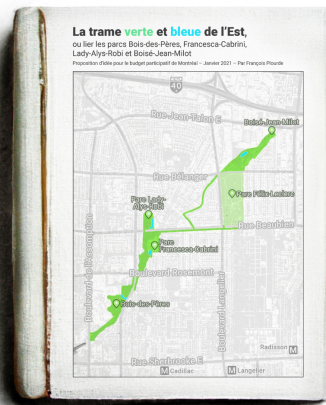 La trame verte et bleue de l'Est,
ou lier les parcs Bois-des-Pères, Francesca-Cabrini,
Lady-Alys-Robi et Boisé-Jean-Milot
Proposition d'idée pour le budget participatif de Montréal – Janvier 2021 – Par François Plourde
40
Rue Jean-Talon E
Boisé-Jean-Milot
Rue Bélanger
Parc Félix-Leclerc
Parc Lady-
Alys-Robi
Rue Beaubien
Parc
Francesca-Cabrini
Boulevard de l'Assomption
Boulevard Rosemont
Boulevard Langelier
Bois-des-Pères
Radisson M
Rue Sherbrooke E
M Cadillac
M Langelier